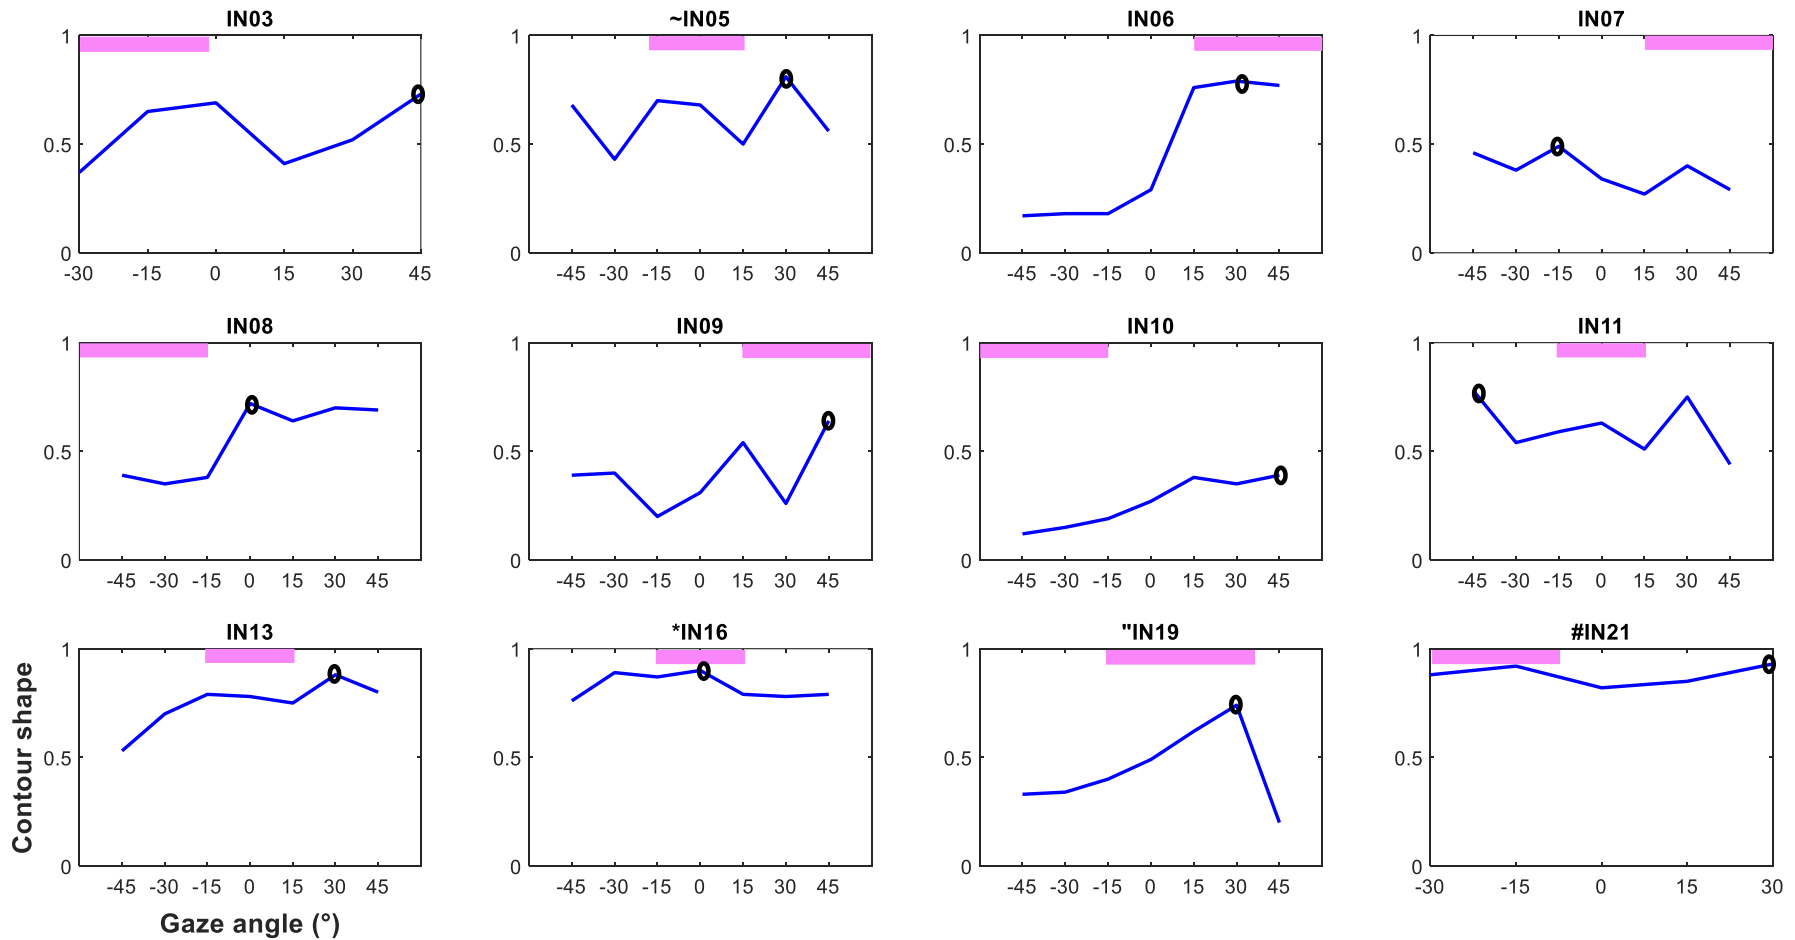 IN03 ~IN05 IN06 IN07
1 1 1 1
0.5 0.5 0.5 0.5
0 0 0 0
-30 -15 0 15 30 45 -45 -30 -15 0 15 30 45 -45 -30 -15 0 15 30 45 -45 -30 -15 0 15 30 45
IN08 IN09 IN10 IN11
1 1 1 1
0.5 0.5 0.5 0.5
0 0 0 0
-45 -30 -15 0 15 30 45 -45 -30 -15 0 15 30 45 -45 -30 -15 0 15 30 45 -45 -30 -15 0 15 30 45
IN13 *IN16 "IN19 #IN21
1 1 1 1
0.5 0.5 0.5 0.5
0 0 0 0
-45 -30 -15 0 15 30 45 -45 -30 -15 0 15 30 45 -45 -30 -15 0 15 30 45 -30 -15 0 15 30
Contour shape
Gaze angle (°)